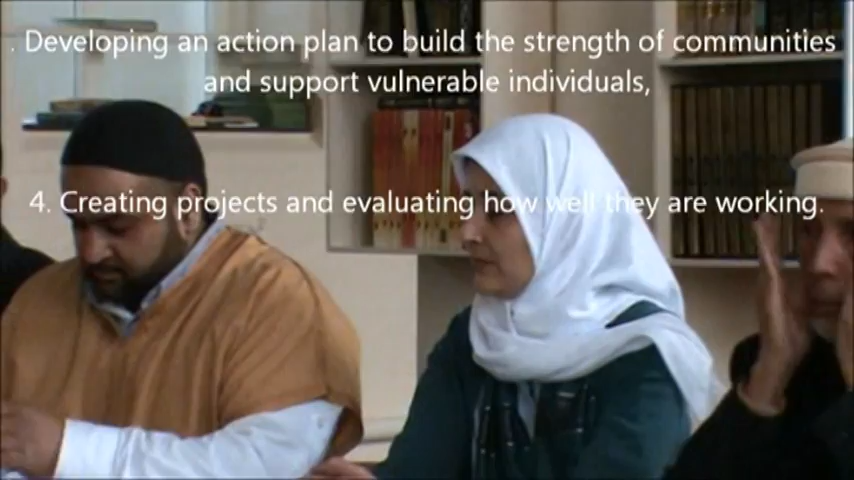 . Developing an action plan to build the strength of communities
and support vulnerable individuals,
4. Creating projects and evaluating how well they are working.